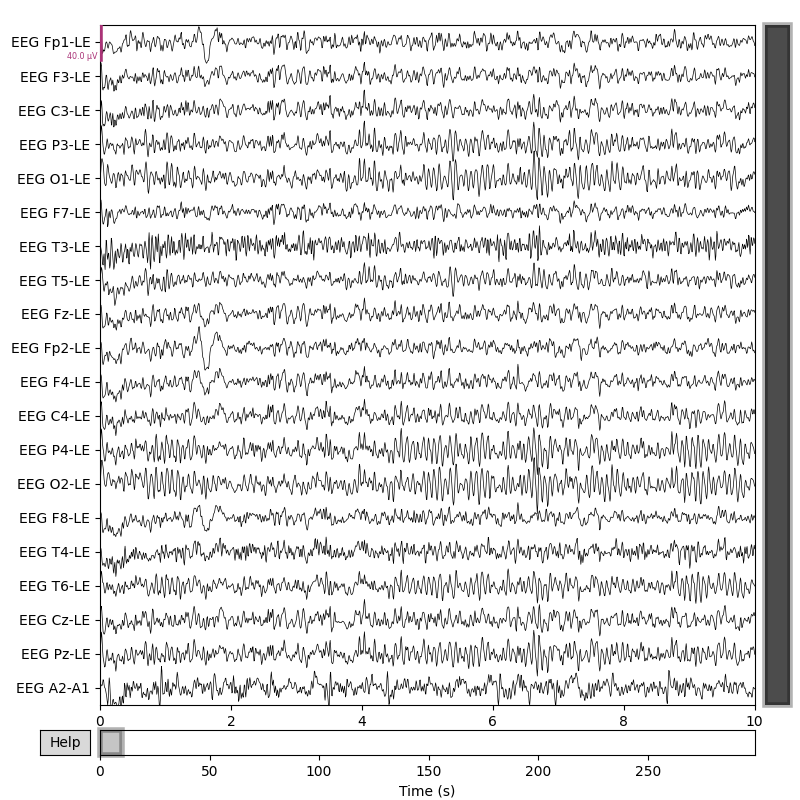 EEG Fp1-LE
40.0 µV
EEG F3-LE
EEG C3-LE
EEG P3-LE
EEG O1-LE
EEG F7-LE
EEG T3-LE
EEG T5-LE
EEG Fz-LE
EEG Fp2-LE
EEG F4-LE
EEG C4-LE
EEG P4-LE
EEG O2-LE
EEG F8-LE
EEG T4-LE
EEG T6-LE
EEG Cz-LE
EEG Pz-LE
EEG A2-A1
0 2 4 6 8 10
Help
0 50 100 150 200 250
Time (s)